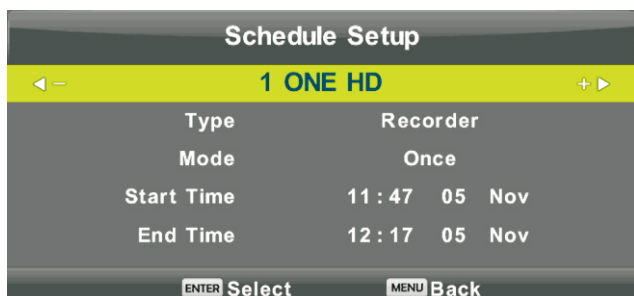 Schedule Setup
− 1 ONE HD +
Type Recorder
Mode Once
Start Time 11:47 05 Nov
End Time 12:17 05 Nov
ENTER Select MENU Back